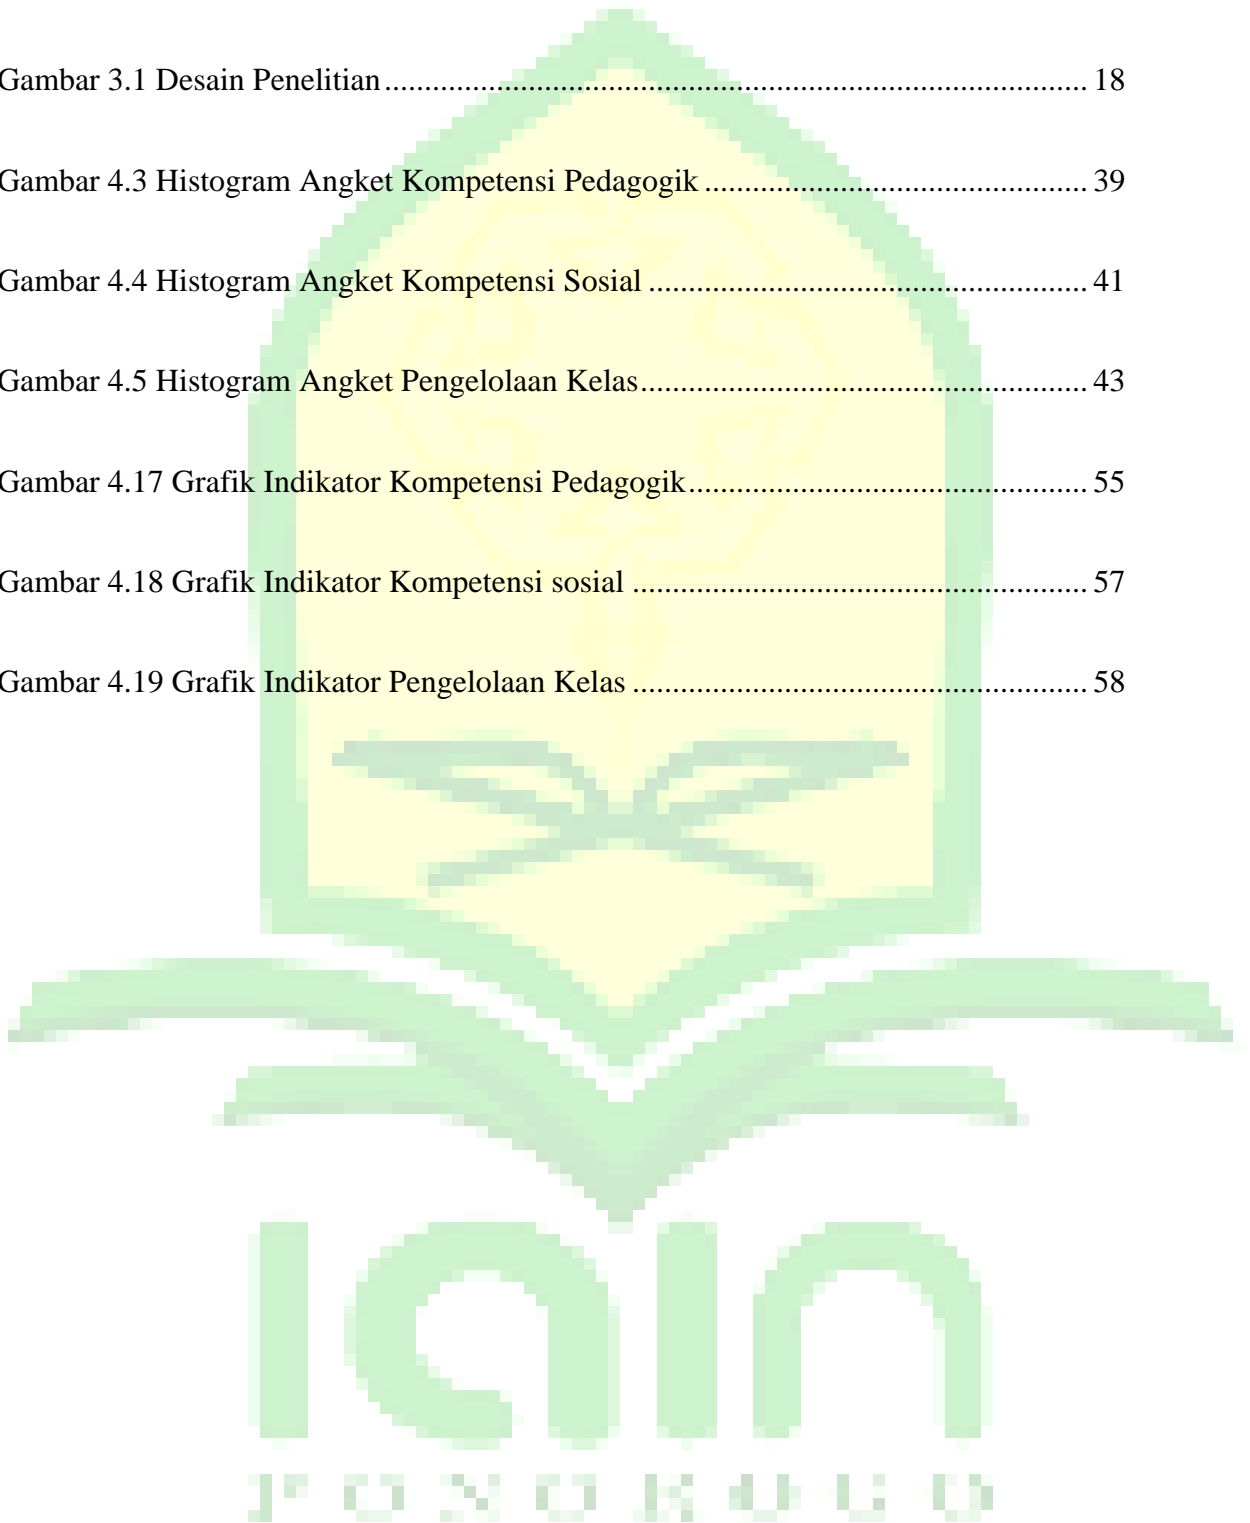 Gambar 3.1 Desain Penelitian ..................................................................................... 18
Gambar 4.3 Histogram Angket Kompetensi Pedagogik .............................................. 39
Gambar 4.4 Histogram Angket Kompetensi Sosial ..................................................... 41
Gambar 4.5 Histogram Angket Pengelolaan Kelas ...................................................... 43
Gambar 4.17 Grafik Indikator Kompetensi Pedagogik ................................................ 55
Gambar 4.18 Grafik Indikator Kompetensi sosial ....................................................... 57
Gambar 4.19 Grafik Indikator Pengelolaan Kelas ....................................................... 58
iain
PONOROGO